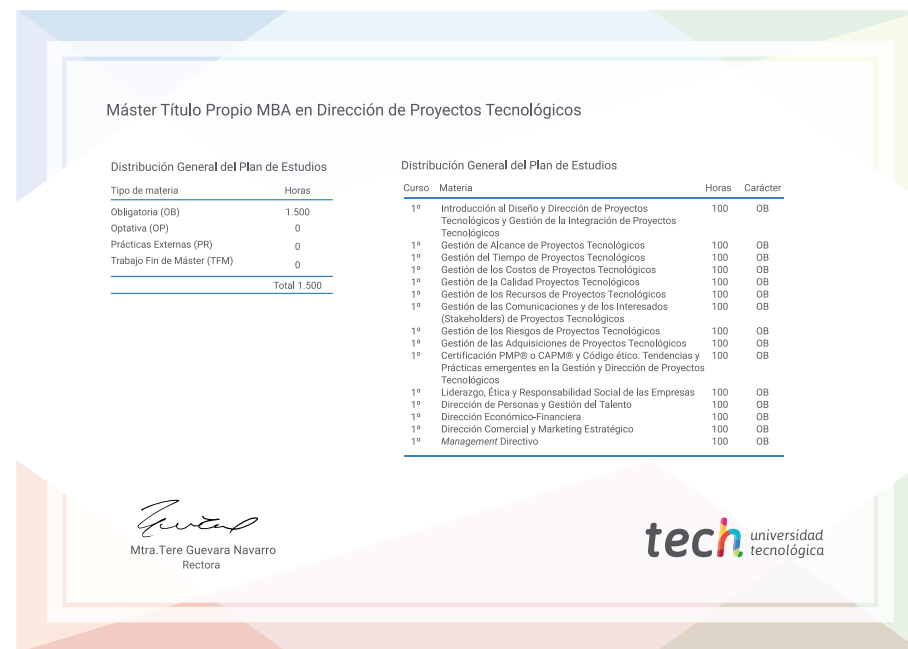 Máster Título Propio MBA en Dirección de Proyectos Tecnológicos
Distribución General del Plan de Estudios
Tipo de materia Horas
Obligatoria (OB) 1.500
Optativa (OP) 0
Prácticas Externas (PR) 0
Trabajo Fin de Máster (TFM) 0
Total 1.500
Distribución General del Plan de Estudios
Curso Materia Horas Carácter
1º Introducción al Diseño y Dirección de Proyectos 100 OB
Tecnológicos y Gestión de la Integración de Proyectos
Tecnológicos
1º Gestión de Alcance de Proyectos Tecnológicos 100 OB
1º Gestión del Tiempo de Proyectos Tecnológicos 100 OB
1º Gestión de los Costos de Proyectos Tecnológicos 100 OB
1º Gestión de la Calidad Proyectos Tecnológicos 100 OB
1º Gestión de los Recursos de Proyectos Tecnológicos 100 OB
1º Gestión de las Comunicaciones y de los Interesados 100 OB
(Stakeholders) de Proyectos Tecnológicos
1º Gestión de los Riesgos de Proyectos Tecnológicos 100 OB
1º Gestión de las Adquisiciones de Proyectos Tecnológicos 100 OB
1º Certificación PMP® o CAPM® y Código ético. Tendencias y 100 OB
Prácticas emergentes en la Gestión y Dirección de Proyectos
Tecnológicos
1º Liderazgo, Ética y Responsabilidad Social de las Empresas 100 OB
1º Dirección de Personas y Gestión del Talento 100 OB
1º Dirección Económico-Financiera 100 OB
1º Dirección Comercial y Marketing Estratégico 100 OB
1º Management Directivo 100 OB
Mtra.Tere Guevara Navarro
Rectora
tech universidad
tecnológica